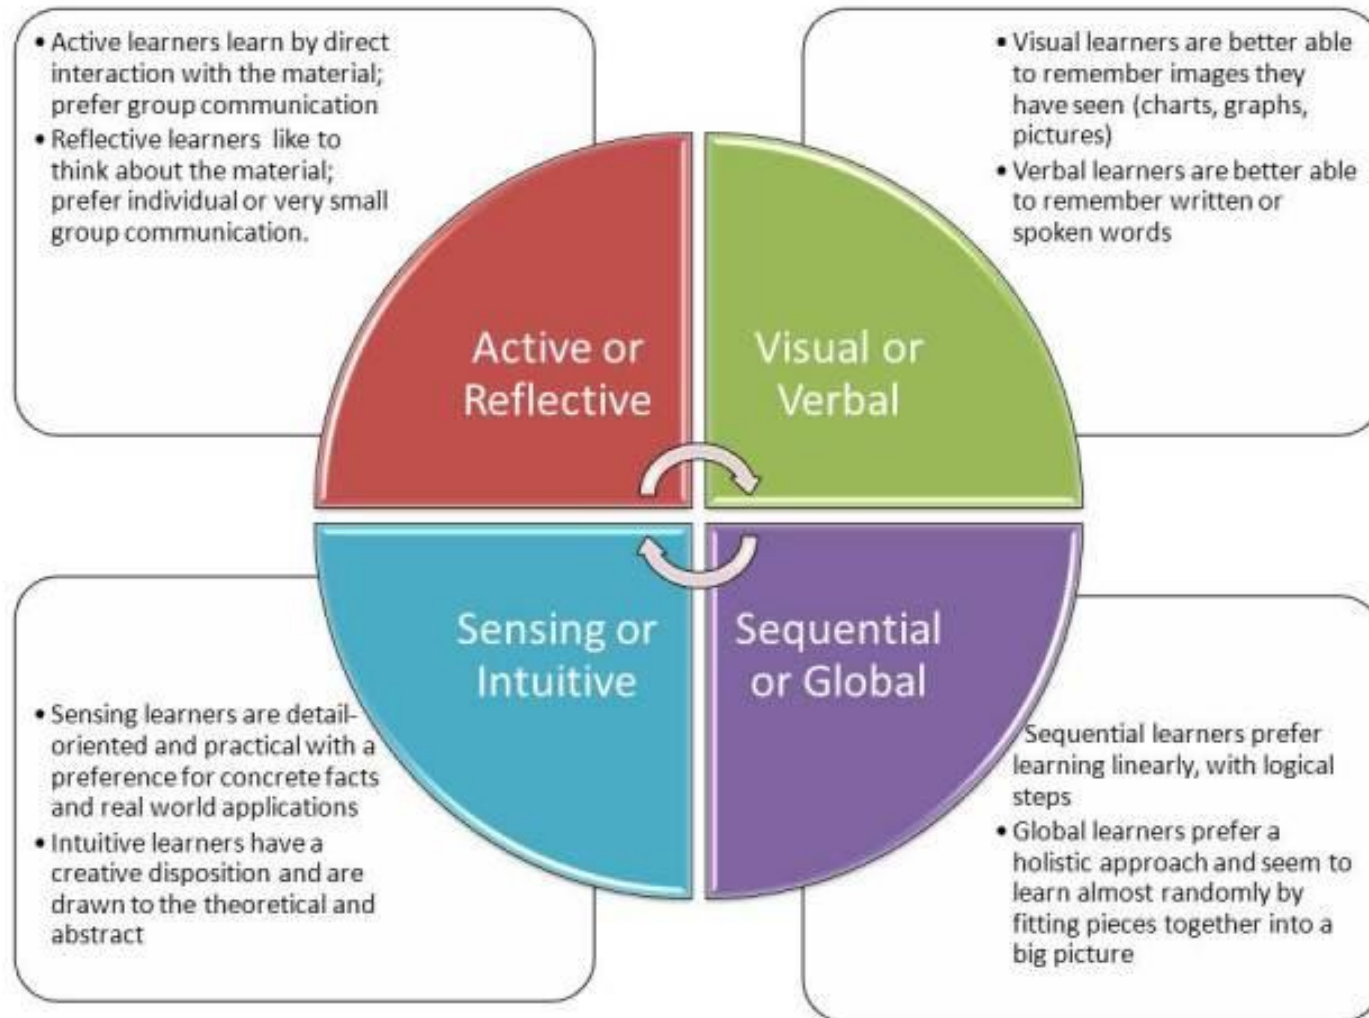 • Active learners learn by direct
interaction with the material;
prefer group communication
• Reflective learners like to
think about the material;
prefer individual or very small
group communication.
• Visual learners are better able
to remember images they
have seen (charts, graphs,
pictures)
• Verbal learners are better able
to remember written or
spoken words
Active or
Reflective
Visual or
Verbal
Sensing or
Intuitive
Sequential
or Global
• Sensing learners are detail-
oriented and practical with a
preference for concrete facts
and real world applications
• Intuitive learners have a
creative disposition and are
drawn to the theoretical and
abstract
Sequential learners prefer
learning linearly, with logical
steps
• Global learners prefer a
holistic approach and seem to
learn almost randomly by
fitting pieces together into a
big picture